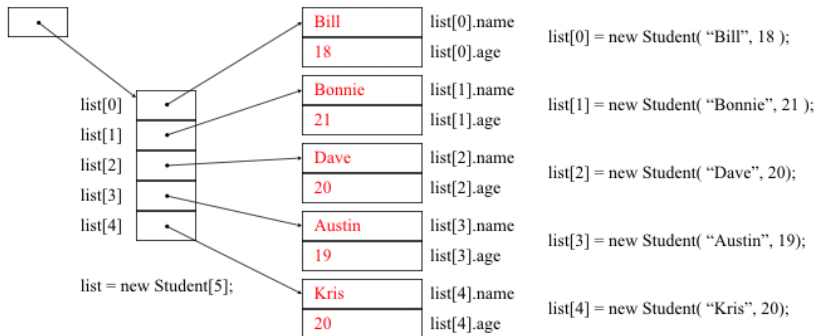 Bill list[0].name
18 list[0].age
list[0] = new Student( “Bill”, 18 );
Bonnie list[1].name
21 list[1].age
list[1] = new Student( “Bonnie”, 21 );
Dave list[2].name
20 list[2].age
list[2] = new Student( “Dave”, 20);
Austin list[3].name
19 list[3].age
list[3] = new Student( “Austin”, 19);
Kris list[4].name
20 list[4].age
list[4] = new Student( “Kris”, 20);
list[0]
list[1]
list[2]
list[3]
list[4]
list = new Student[5];